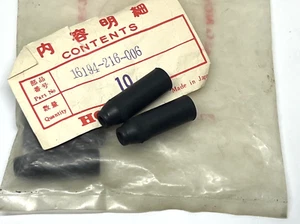 内容明細
CONTENTS
部品番号
Part No.
16194-216-006
数量
Quantity
10
Made in Japan